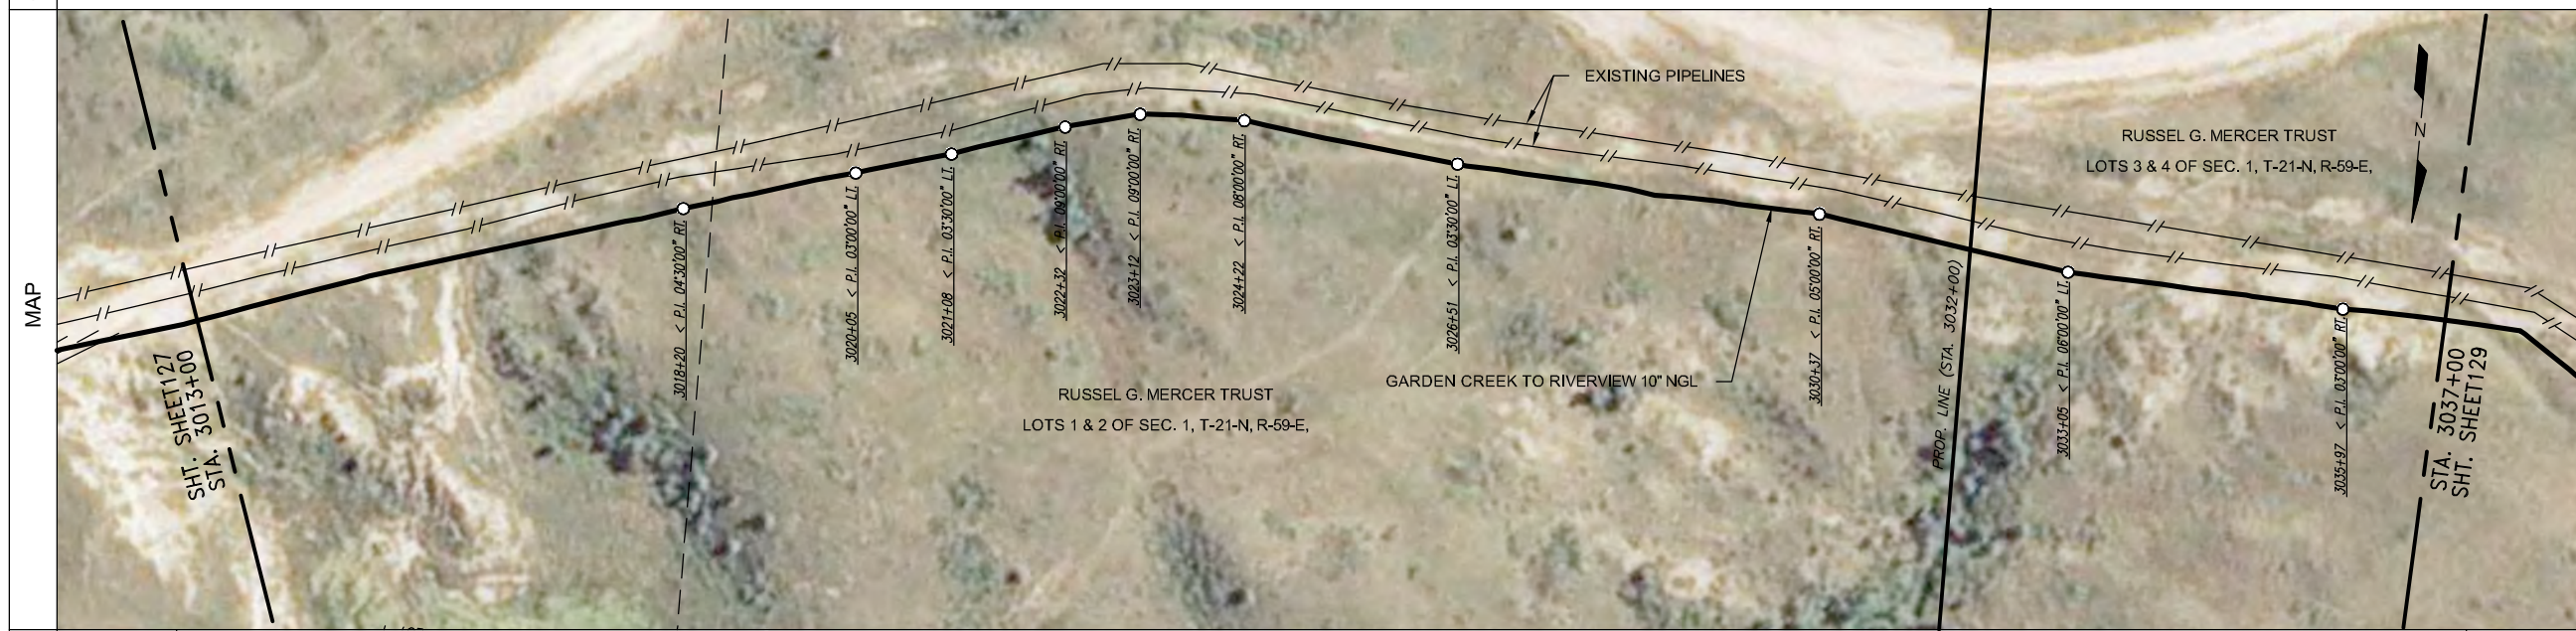 MAP
SHT. SHEET127
STA. 3013+00
3018+20 < P.I. 04°30'00" RT.
3020+05 < P.I. 03°00'00" LT.
3021+08 < P.I. 03°30'00" LT.
3022+32 < P.I. 09°00'00" RT.
3023+12 < P.I. 09°00'00" RT.
3024+22 < P.I. 08°00'00" RT.
3026+51 < P.I. 03°30'00" LT.
3030+37 < P.I. 05°00'00" RT.
3033+05 < P.I. 06°00'00" LT.
3035+97 < P.I. 03°00'00" RT.
EXISTING PIPELINES
RUSSEL G. MERCER TRUST
LOTS 3 & 4 OF SEC. 1, T-21-N, R-59-E,
N
GARDEN CREEK TO RIVERVIEW 10" NGL
RUSSEL G. MERCER TRUST
LOTS 1 & 2 OF SEC. 1, T-21-N, R-59-E,
PROP. LINE (STA. 3032+00)
STA. 3037+00
SHT. SHEET129